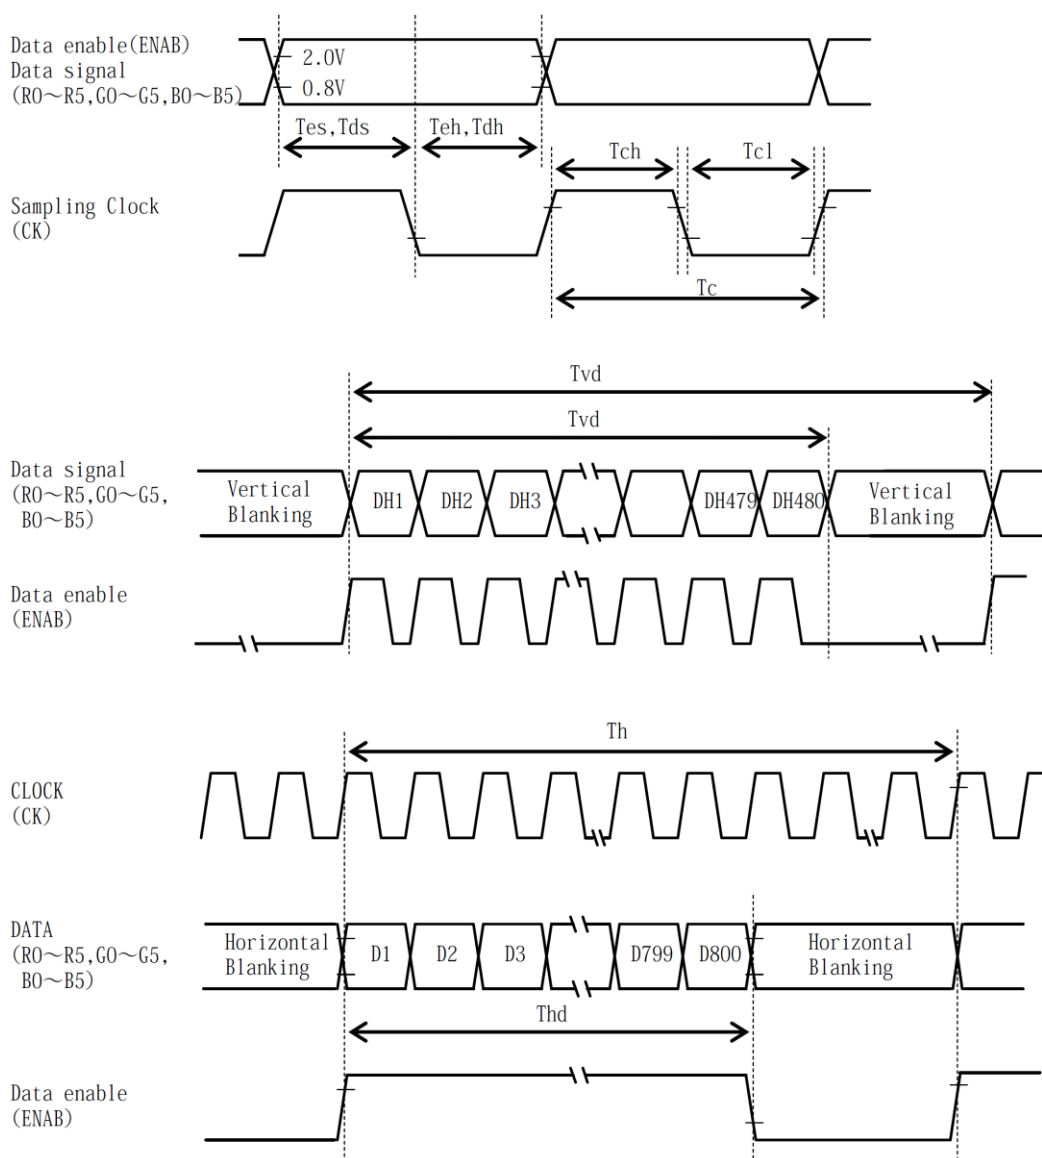 Data enable(ENAB)
Data signal
(R0～R5,G0～G5,B0～B5)
2.0V
0.8V
Tes,Tds
Teh,Tdh
Tch
Tcl
Sampling Clock
(CK)
Tc
Tvd
Tvd
Data signal
(R0～R5,G0～G5,
B0～B5)
Vertical
Blanking
DH1
DH2
DH3
DH479
DH480
Vertical
Blanking
Data enable
(ENAB)
Th
CLOCK
(CK)
DATA
(R0～R5,G0～G5,
B0～B5)
Horizontal
Blanking
D1
D2
D3
D799
D800
Horizontal
Blanking
Thd
Data enable
(ENAB)